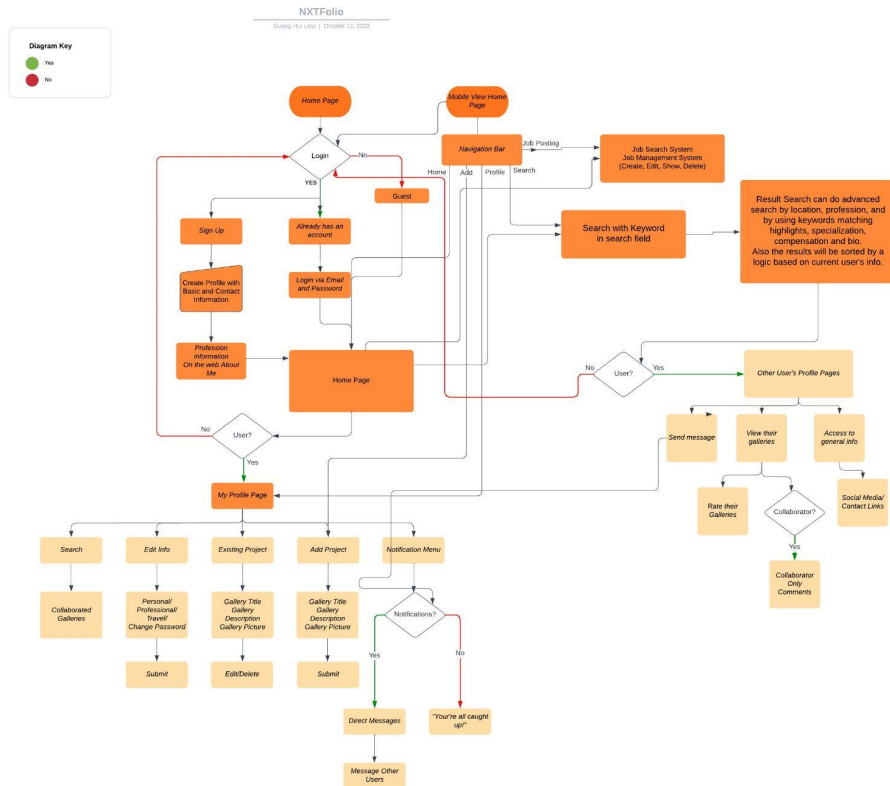 NXTFolio
Guang Hui Liew | October 12, 2023
Diagram Key
Yes
No
Home Page
Mobile View Home
Page
Login
No
YES
Navigation Bar
Job Posting
Home
Add
Profile
Search
Job Search System
Job Management System
(Create, Edit, Show, Delete)
Guest
Sign Up
Already has an
account
Search with Keyword
in search field
Result Search can do advanced
search by location, profession, and
by using keywords matching
highlights, specialization,
compensation and bio.
Also the results will be sorted by a
logic based on current user's info.
Create Profile with
Basic and Contact
Information
Login via Email
and Password
Profession
information
On the web About
Me
Home Page
No
User?
Yes
Other User's Profile Pages
No
User?
Yes
Send message
View their
galleries
Access to
general info
My Profile Page
Rate their
Galleries
Collaborator?
Social Media/
Contact Links
Yes
Collaborator
Only
Comments
Search
Edit Info
Existing Project
Add Project
Notification Menu
Collaborated
Galleries
Personal/
Professional/
Travel/
Change Password
Gallery Title
Gallery
Description
Gallery Picture
Gallery Title
Gallery
Description
Gallery Picture
Notifications?
Yes
No
Submit
Edit/Delete
Submit
Direct Messages
"Your're all caught
up!"
Message Other
Users